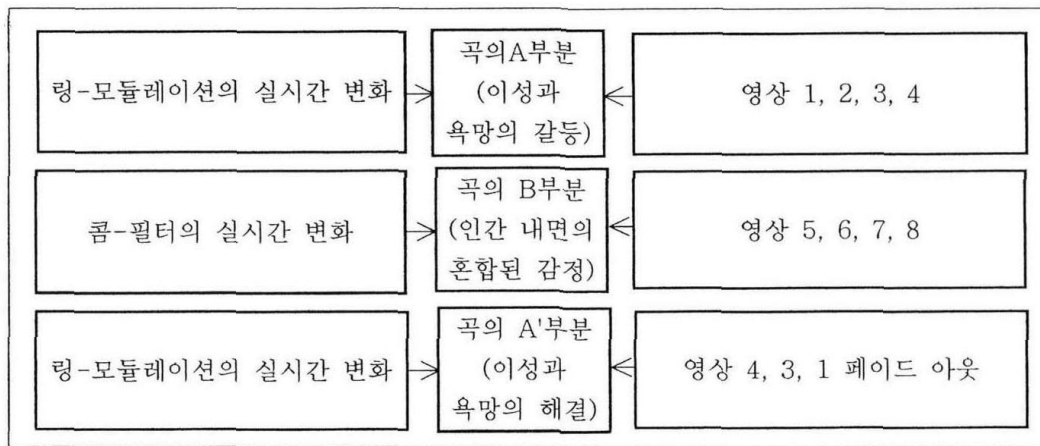 링-모듈레이션의 실시간 변화
곡의A부분
(이성과
욕망의 갈등)
영상 1, 2, 3, 4
콤-필터의 실시간 변화
곡의 B부분
(인간 내면의
혼합된 감정)
영상 5, 6, 7, 8
링-모듈레이션의 실시간 변화
곡의 A'부분
(이성과
욕망의 해결)
영상 4, 3, 1 페이드 아웃